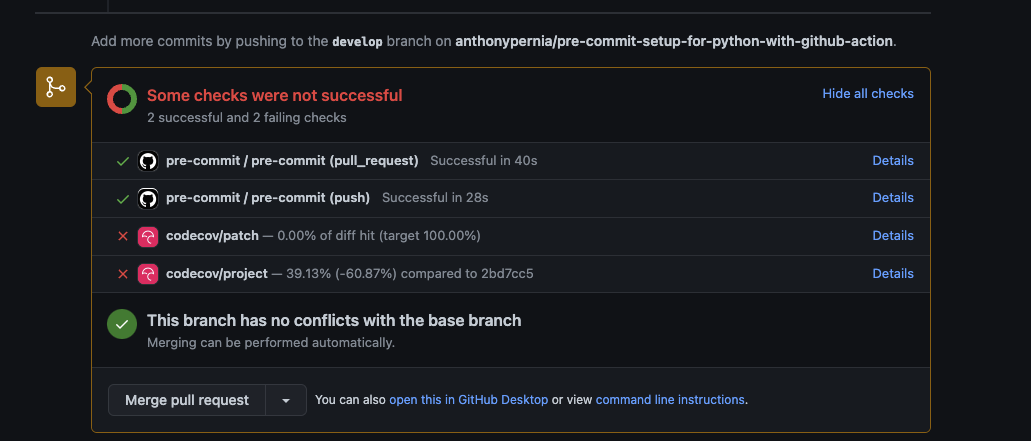 Add more commits by pushing to the develop branch on anthonypernia/pre-commit-setup-for-python-with-github-action.
Some checks were not successful
Hide all checks
2 successful and 2 failing checks
pre-commit / pre-commit (pull_request) Successful in 40s Details
pre-commit / pre-commit (push) Successful in 28s Details
codecov/patch — 0.00% of diff hit (target 100.00%) Details
codecov/project — 39.13% (-60.87%) compared to 2bd7cc5 Details
This branch has no conflicts with the base branch
Merging can be performed automatically.
Merge pull request You can also open this in GitHub Desktop or view command line instructions.